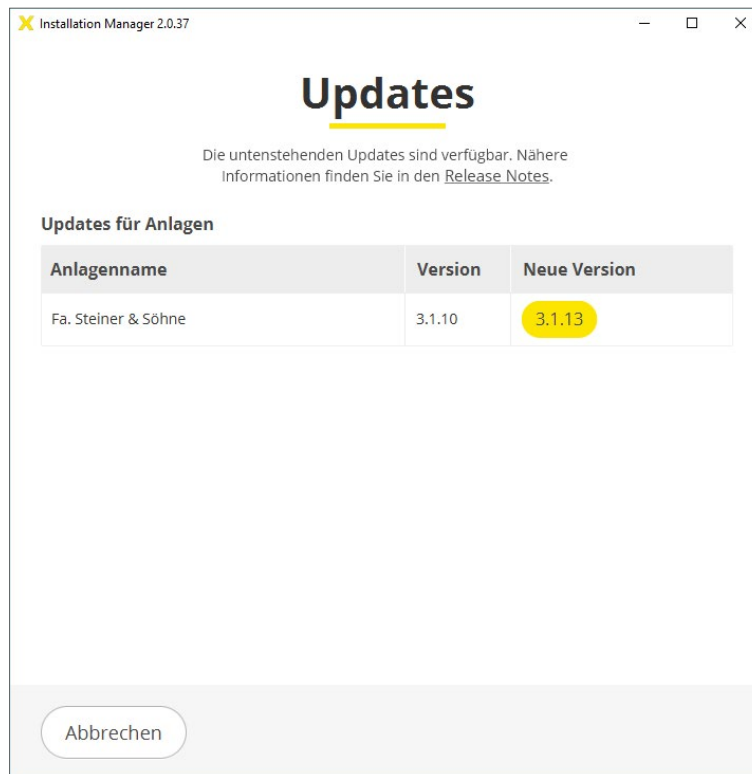 Installation Manager 2.0.37
Updates
Die untenstehenden Updates sind verfügbar. Nähere
Informationen finden Sie in den Release Notes.
Updates für Anlagen
Anlagenname Version Neue Version
Fa. Steiner & Söhne 3.1.10 3.1.13
Abbrechen